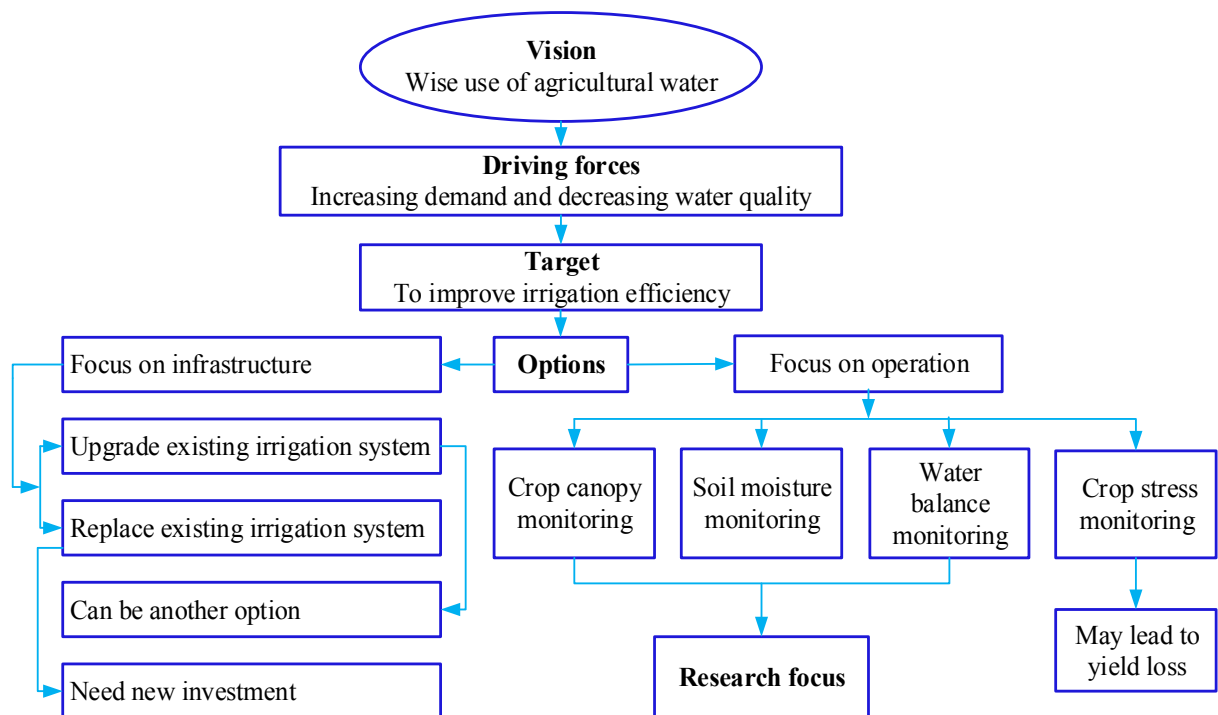 Vision
Wise use of agricultural water
Driving forces
Increasing demand and decreasing water quality
Target
To improve irrigation efficiency
Options
Focus on infrastructure
Upgrade existing irrigation system
Replace existing irrigation system
Can be another option
Need new investment
Focus on operation
Crop canopy
monitoring
Soil moisture
monitoring
Water
balance
monitoring
Crop stress
monitoring
Research focus
May lead to
yield loss